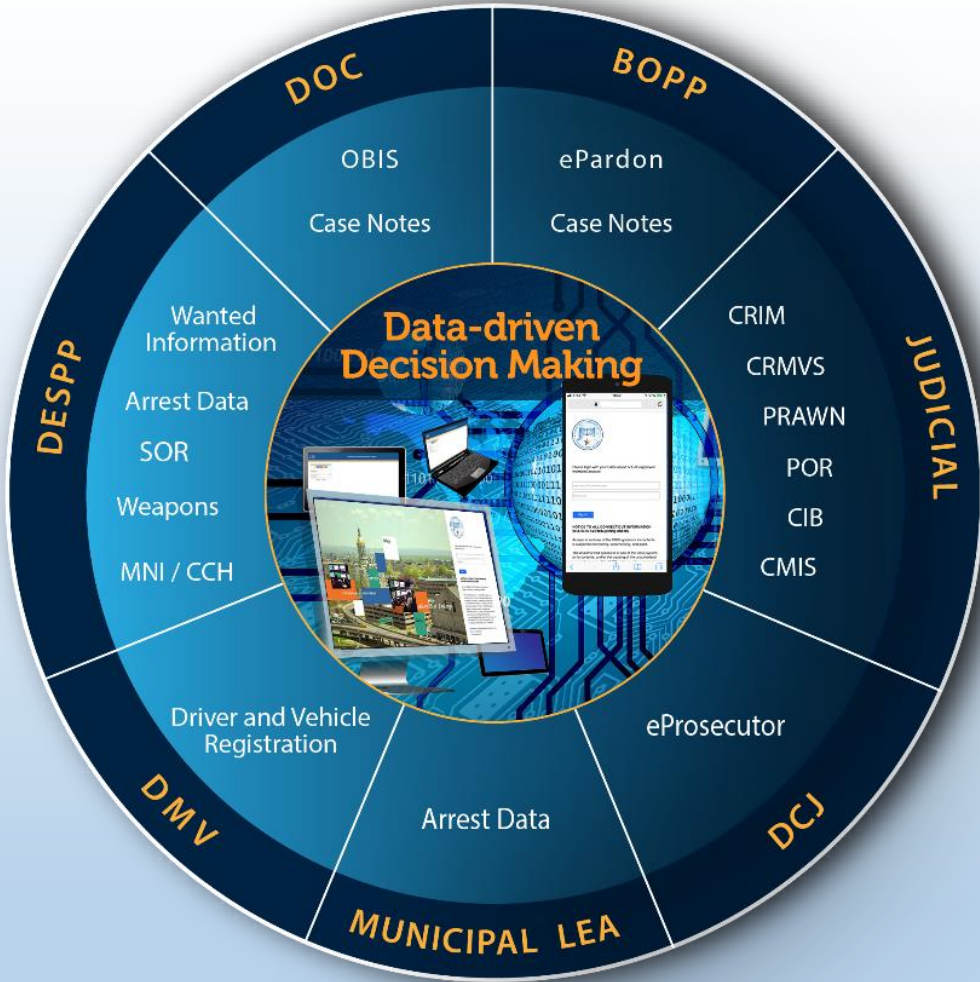 DOC
BOPP
OBIS
Case Notes
ePardon
Case Notes
DESPP
Wanted
Information
Arrest Data
SOR
Weapons
MNI / CCH
Data-driven
Decision Making
JUDICIAL
CRIM
CRMVS
PRAWN
POR
CIB
CMIS
DMV
Driver and Vehicle
Registration
MUNICIPAL LEA
Arrest Data
DCJ
eProsecutor